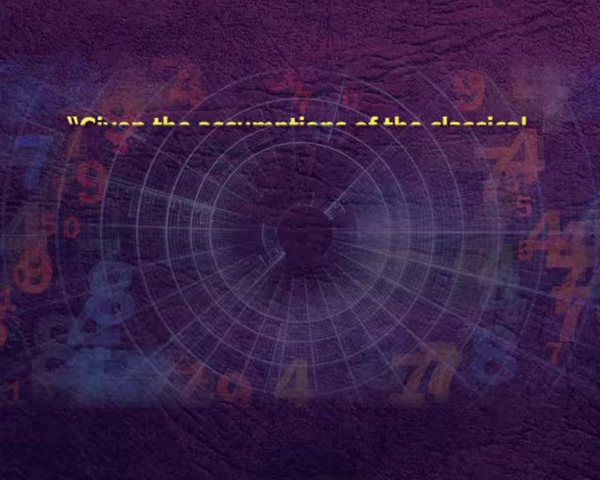 “Given the assumptions of the classical